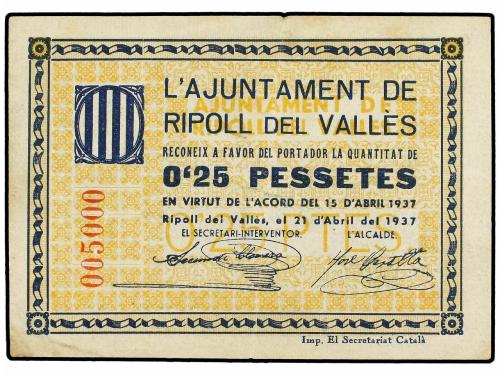 L'AJUNTAMENT DE
RIPOLL DEL VALLÈS
RECONEIX A FAVOR DEL PORTADOR LA QUANTITAT DE
0'25 PESSETES
EN VIRTUT DE L'ACORD DEL 15 D'ABRIL 1937
Ripoll del Vallès, el 21 d'Abril del 1937
EL SECRETARI-INTERVENTOR. L'ALCALDE.
005000
AJUNTAMENT DE
Imp. El Secretariat Català